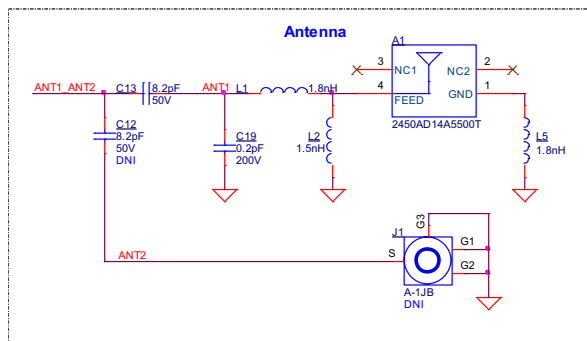 Antenna
A1
3
NC1
NC2
2
ANT1_ANT2
C13
8.2pF
50V
ANT1
L1
1.8nH
4
FEED
GND
1
2450AD14A5500T
C12
8.2pF
50V
DNI
C19
0.2pF
200V
L2
1.5nH
L5
1.8nH
J1
G3
G1
G2
S
ANT2
A-1JB
DNI